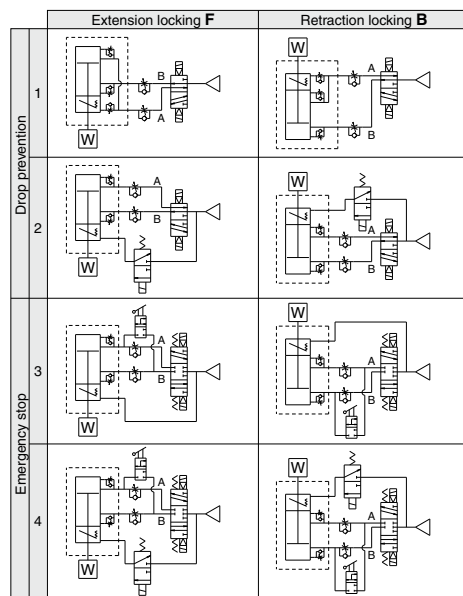 Extension locking F
Retraction locking B
Drop prevention
1
B
A
W
W
A
B
2
A
B
W
W
A
B
Emergency stop
3
A
B
W
W
A
B
4
A
B
W
W
A
B